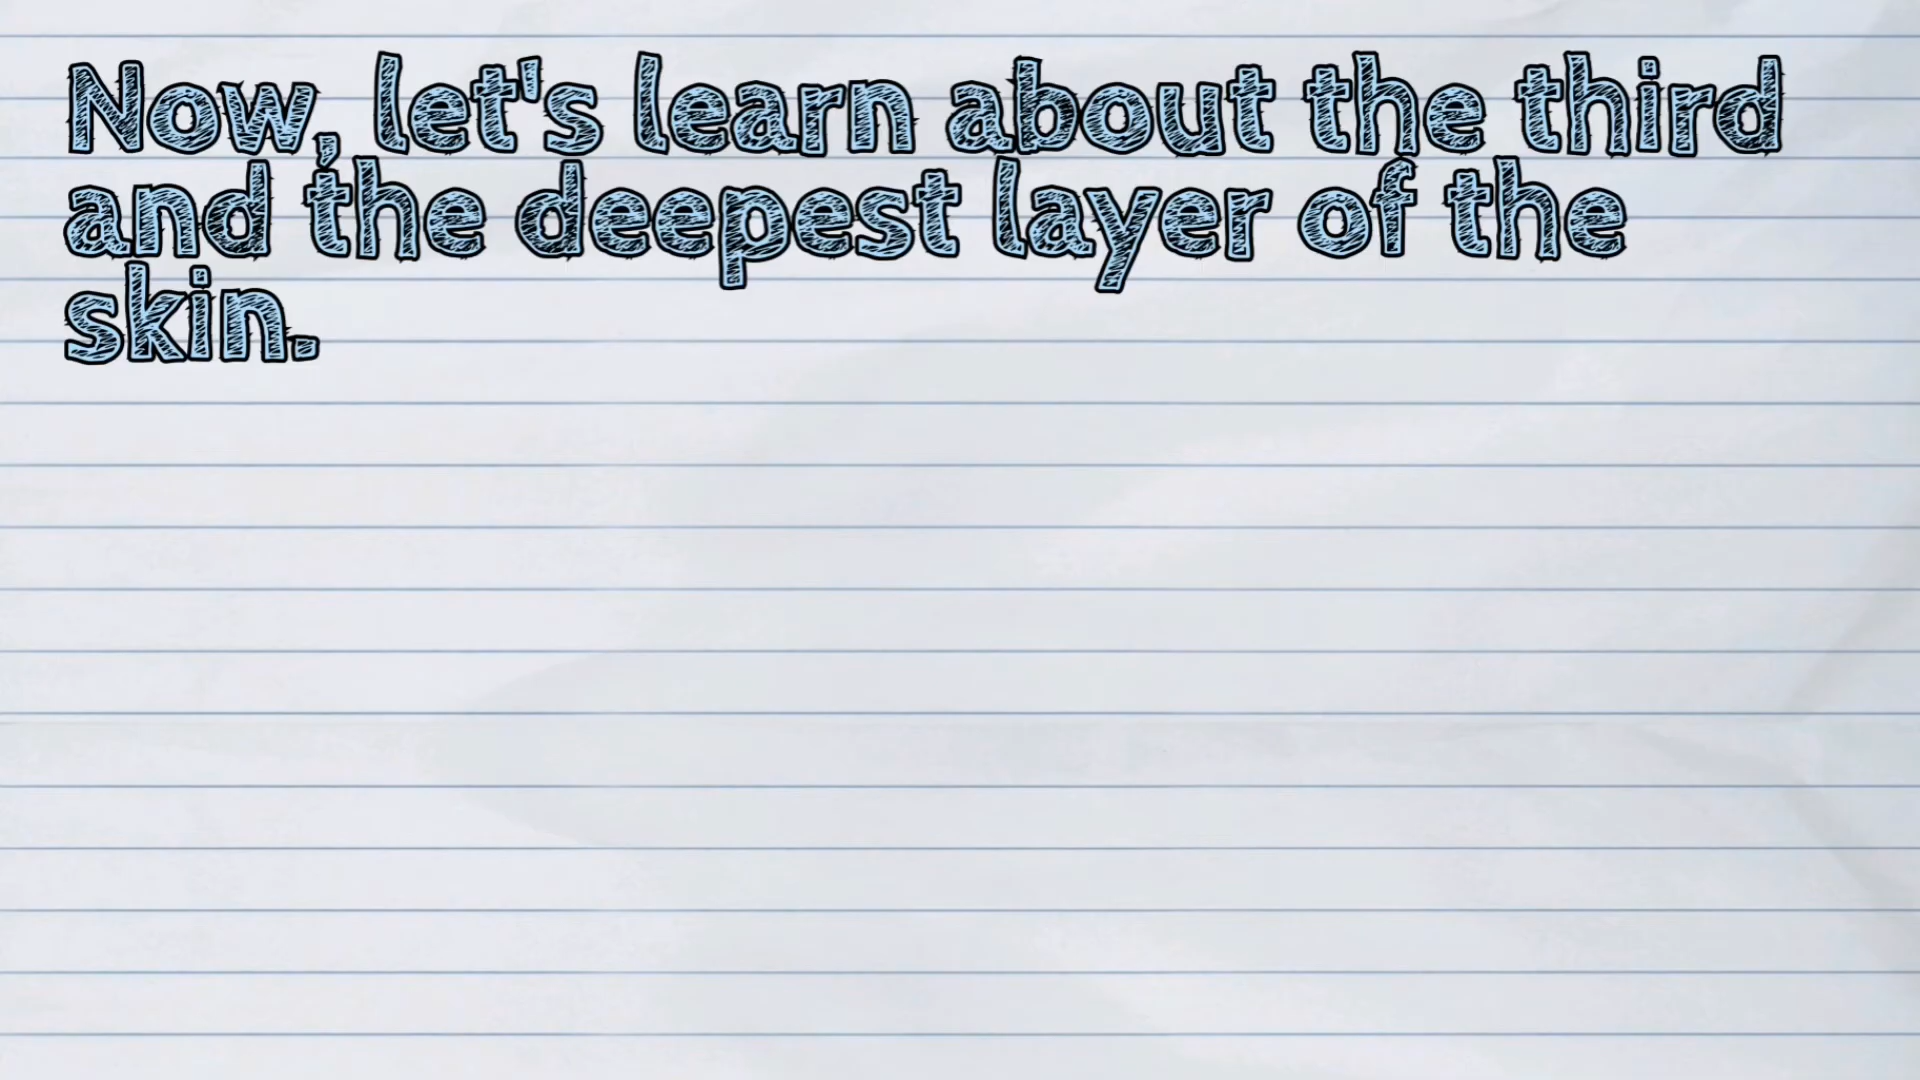 Now, let's learn about the third
and the deepest layer of the
skin.